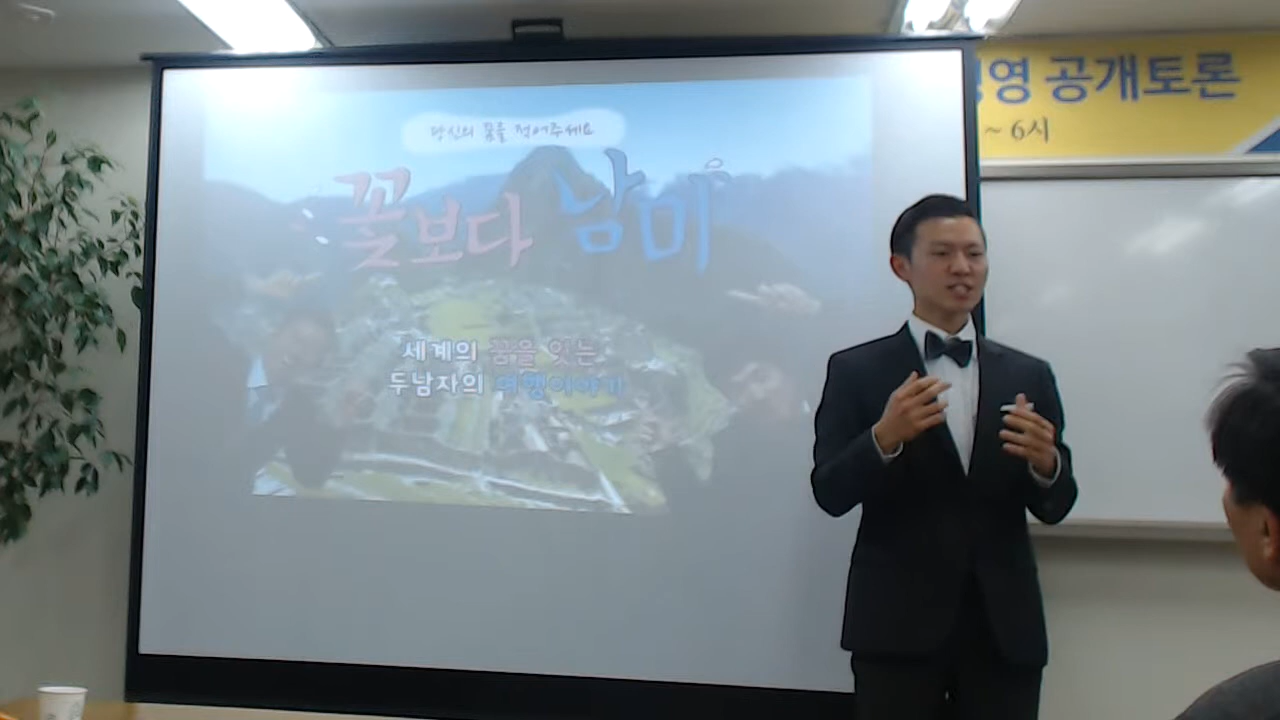 당신의 꿈을 적어주세요
꽃보다 남미
세계의 꿈을 잇는
두남자의 여행이야기
영 공개토론
~ 6시